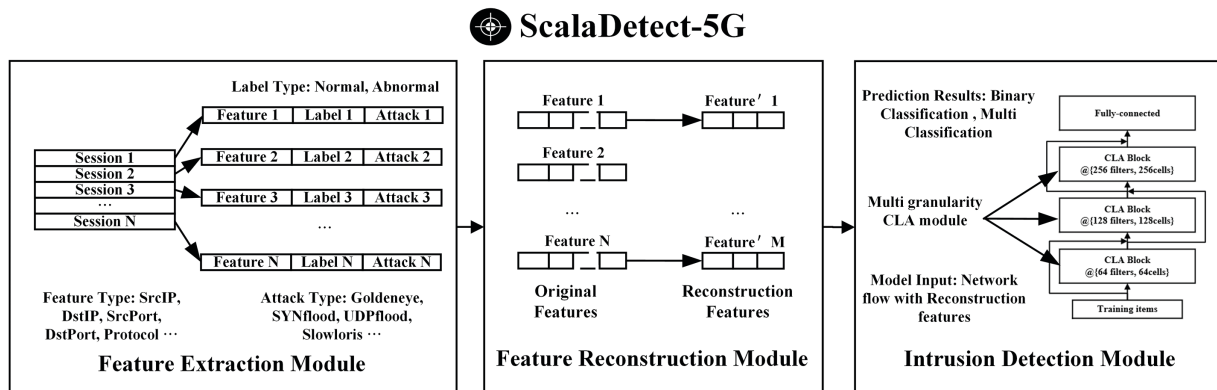 ScalaDetect-5G
Label Type: Normal, Abnormal
Feature 1 Label 1 Attack 1
Session 1
Session 2
Session 3
…
Session N
Feature 2 Label 2 Attack 2
Feature 3 Label 3 Attack 3
…
Feature N Label N Attack N
Feature Type: SrcIP,
DstIP, SrcPort,
DstPort, Protocol …
Attack Type: Goldeneye,
SYNflood, UDPflood,
Slowloris …
Feature Extraction Module
Feature 1
Feature 2
…
Feature N
Original
Features
Feature′ 1
…
Feature′ M
Reconstruction
Features
Feature Reconstruction Module
Prediction Results: Binary
Classification , Multi
Classification
Multi granularity
CLA module
Model Input: Network
flow with Reconstruction
features
Fully-connected
CLA Block
@{256 filters, 256cells}
CLA Block
@{128 filters, 128cells}
CLA Block
@{64 filters, 64cells}
Training items
Intrusion Detection Module